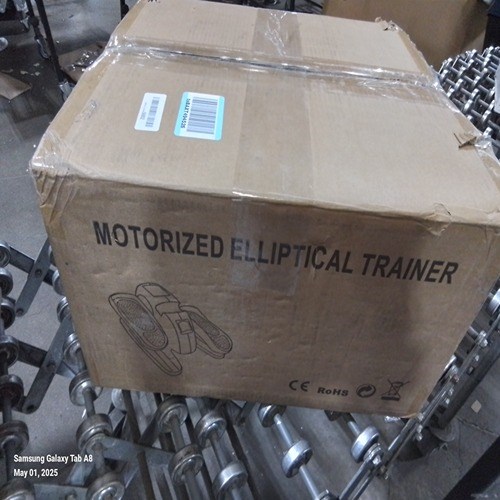 MOTORIZED ELLIPTICAL TRAINER
CE RoHS
Samsung Galaxy Tab A8
May 01, 2025